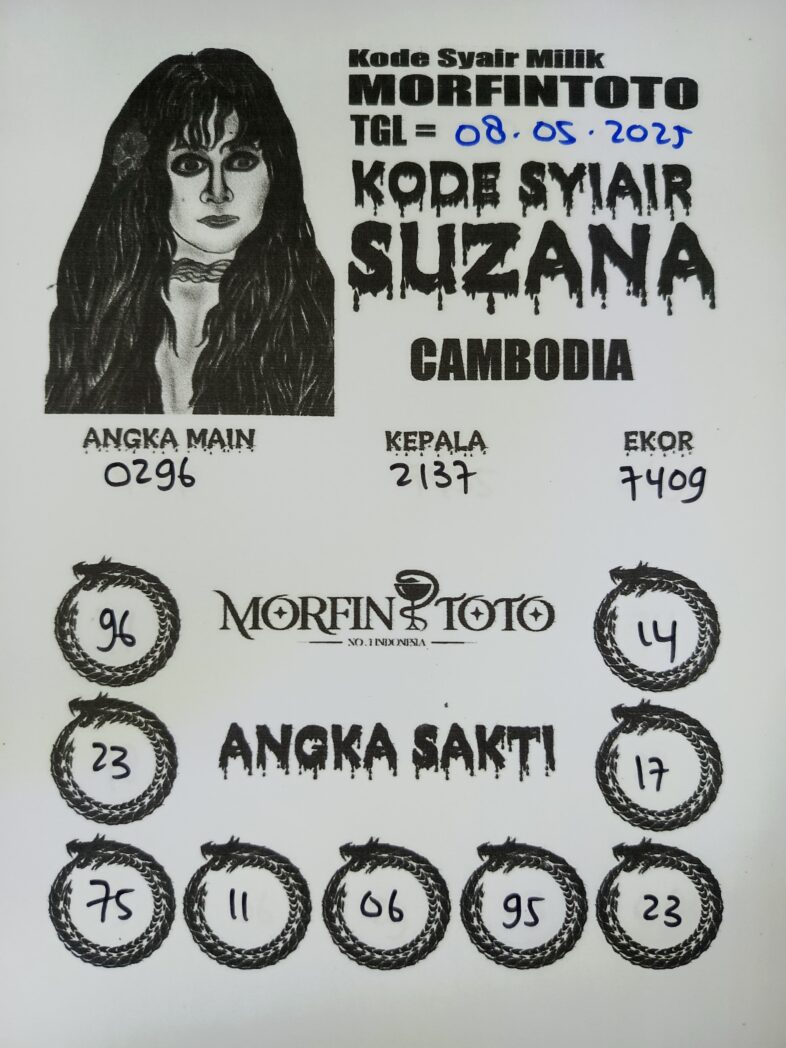 Kode Syair Milik
MORFINTOTO
TGL = 08.05.2025
KODE SYIAIR
SUZANA
CAMBODIA
ANGKA MAIN KEPALA EKOR
0296 2137 7409
96 MORFIN TOTO 14
NO.1 INDONESIA
23 ANGKA SAKTI 17
75 11 06 95 23